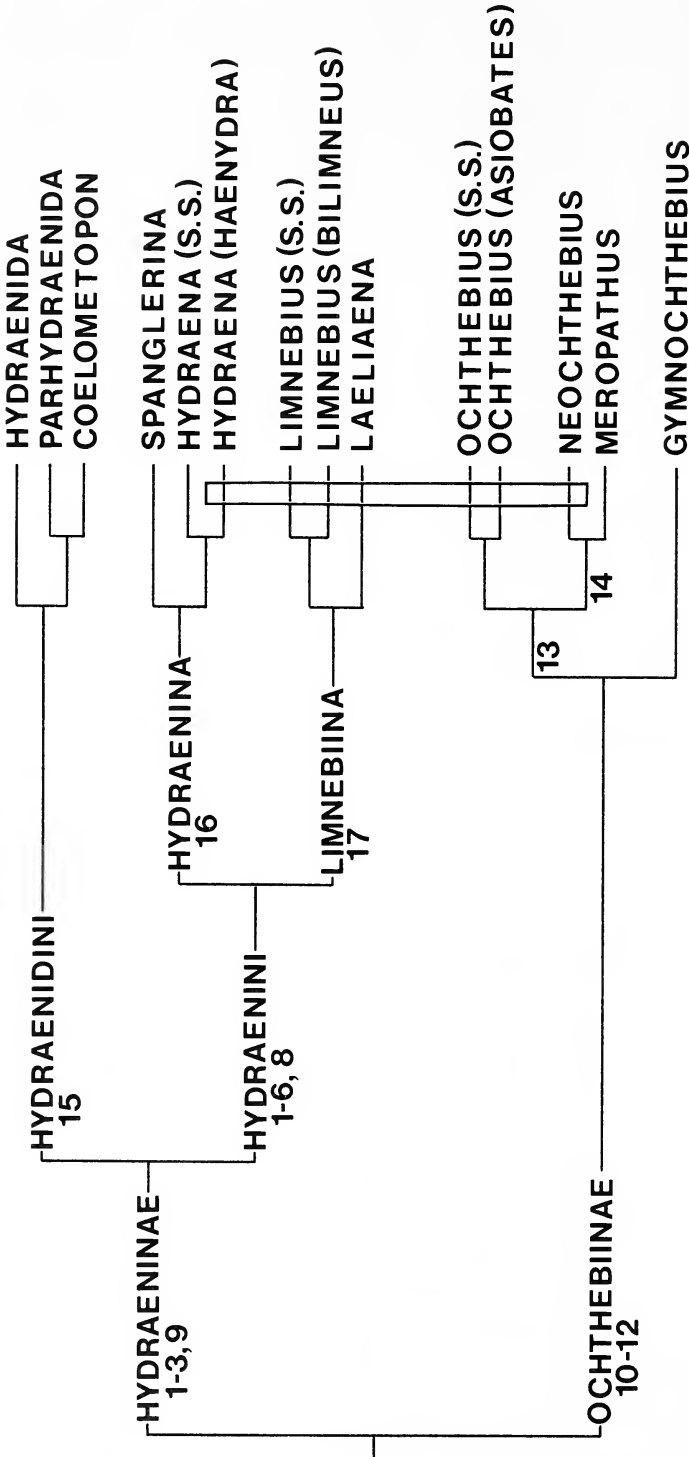 HYDRAENIDA
PARHYDRAENIDA
COELOMETOPON
SPANGLERINA
HYDRAENA (S.S.)
HYDRAENA (HAENYDRA)
LIMNEBIUS (S.S.)
LIMNEBIUS (BILIMNEUS)
LAELIAENA
OCHTHEBIUS (S.S.)
OCHTHEBIUS (ASIOBATES)
NEOCHTHEBIUS
MEROPATHUS
GYMNOCHTHEBIUS
13
14
HYDRAENINA
16
LIMNEBIINA
17
HYDRAENIDINI
15
HYDRAENINI
1-6, 8
HYDRAENINAE
1-3, 9
OCHTHEBIINAE
10-12